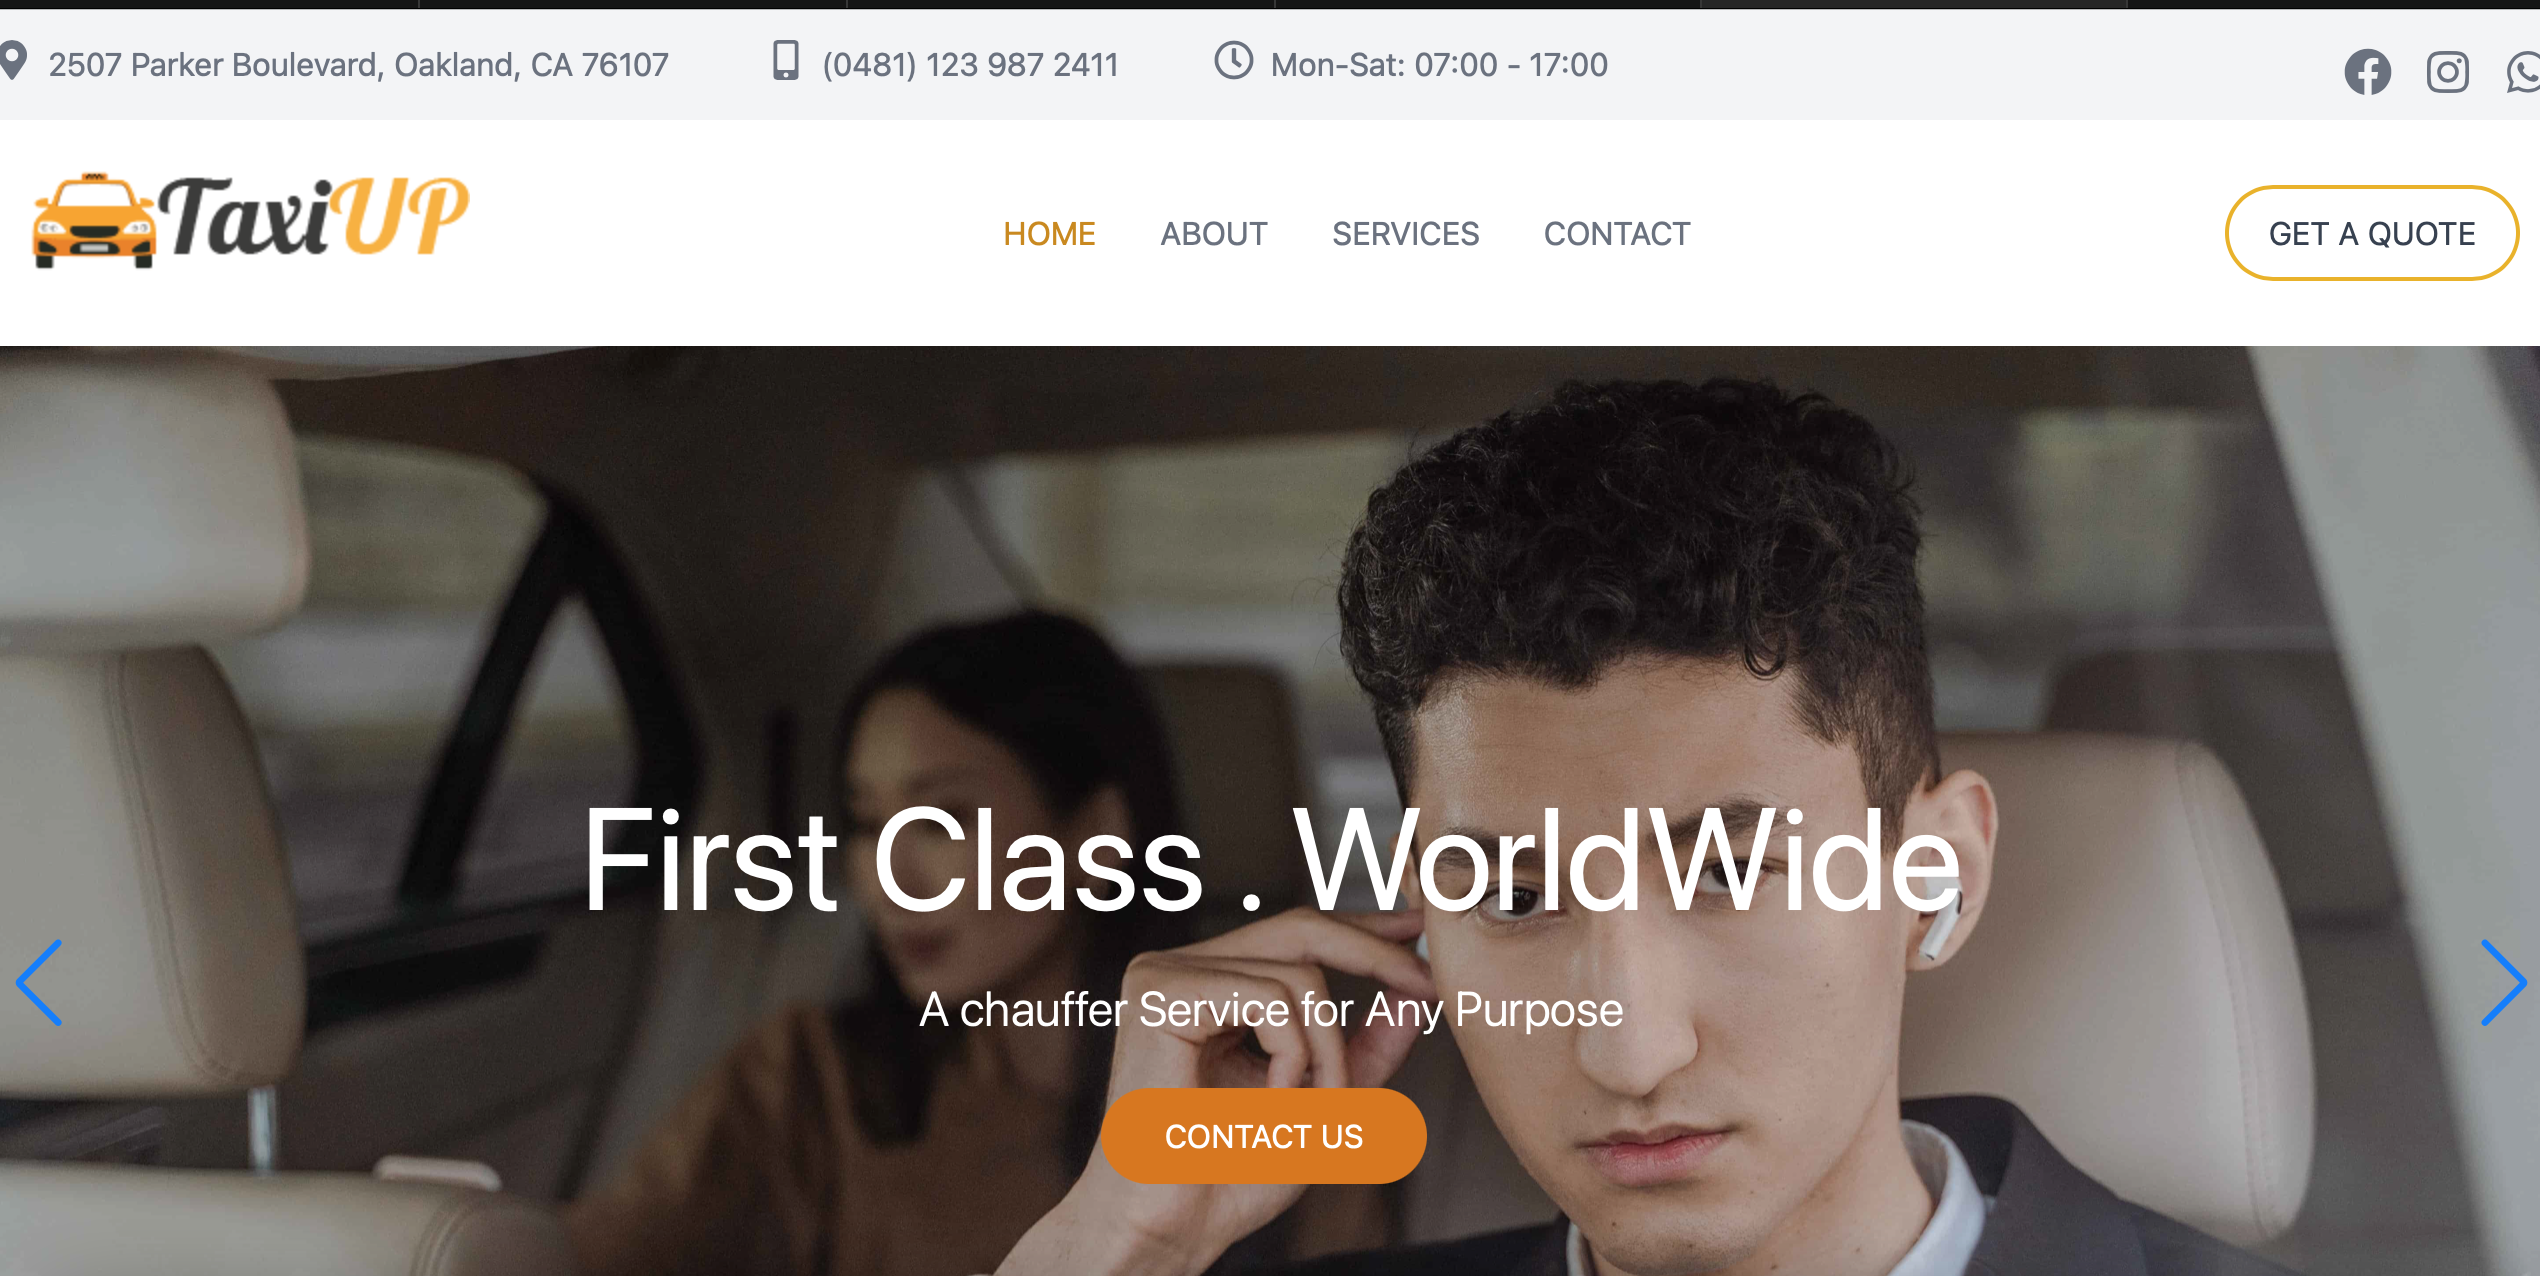 2507 Parker Boulevard, Oakland, CA 76107 (0481) 123 987 2411 Mon-Sat: 07:00 - 17:00
TaxiUP HOME ABOUT SERVICES CONTACT GET A QUOTE
First Class . WorldWide
A chauffer Service for Any Purpose
CONTACT US